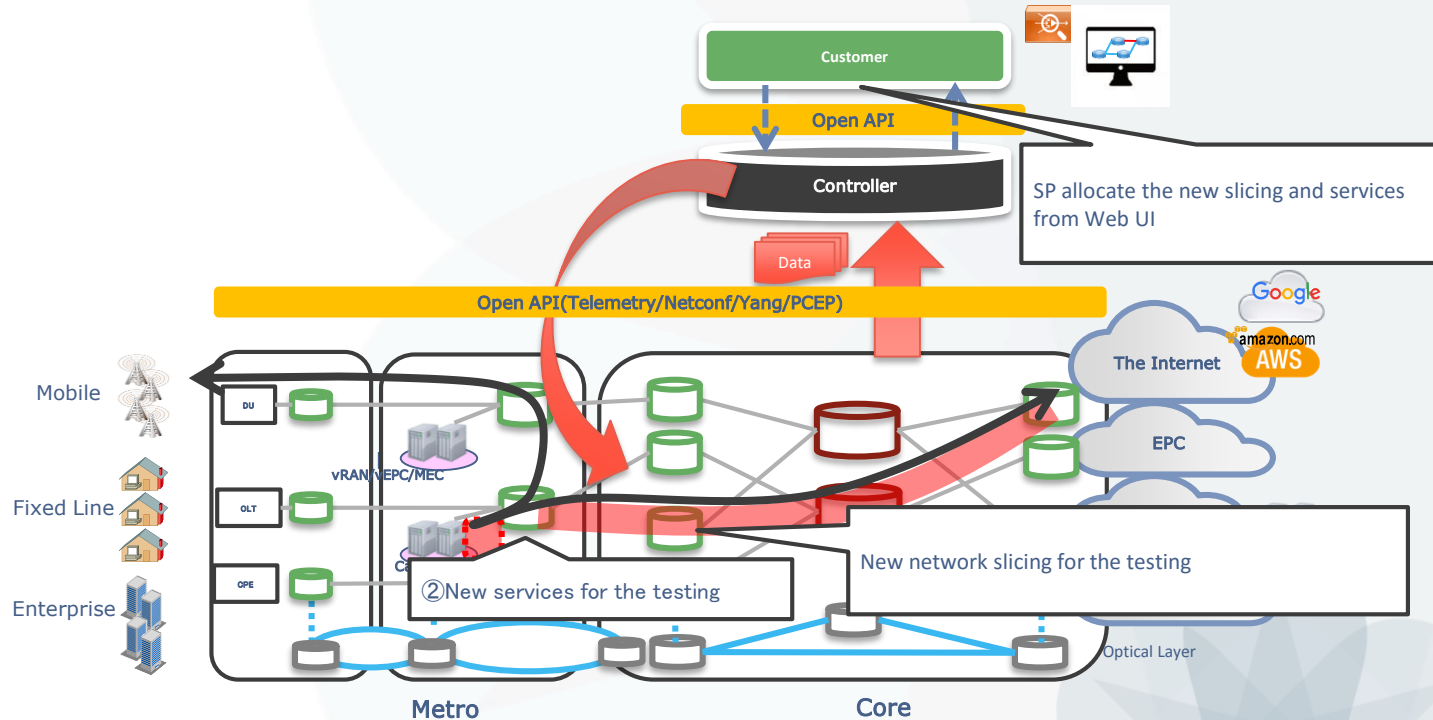 Customer
Open API
Controller
SP allocate the new slicing and services
from Web UI
Data
Open API(Telemetry/Netconf/Yang/PCEP)
Google
amazon.com
AWS
The Internet
Mobile
DU
EPC
vRAN/vEPC/MEC
Fixed Line
OLT
New network slicing for the testing
②New services for the testing
CPE
Enterprise
Optical Layer
Metro
Core